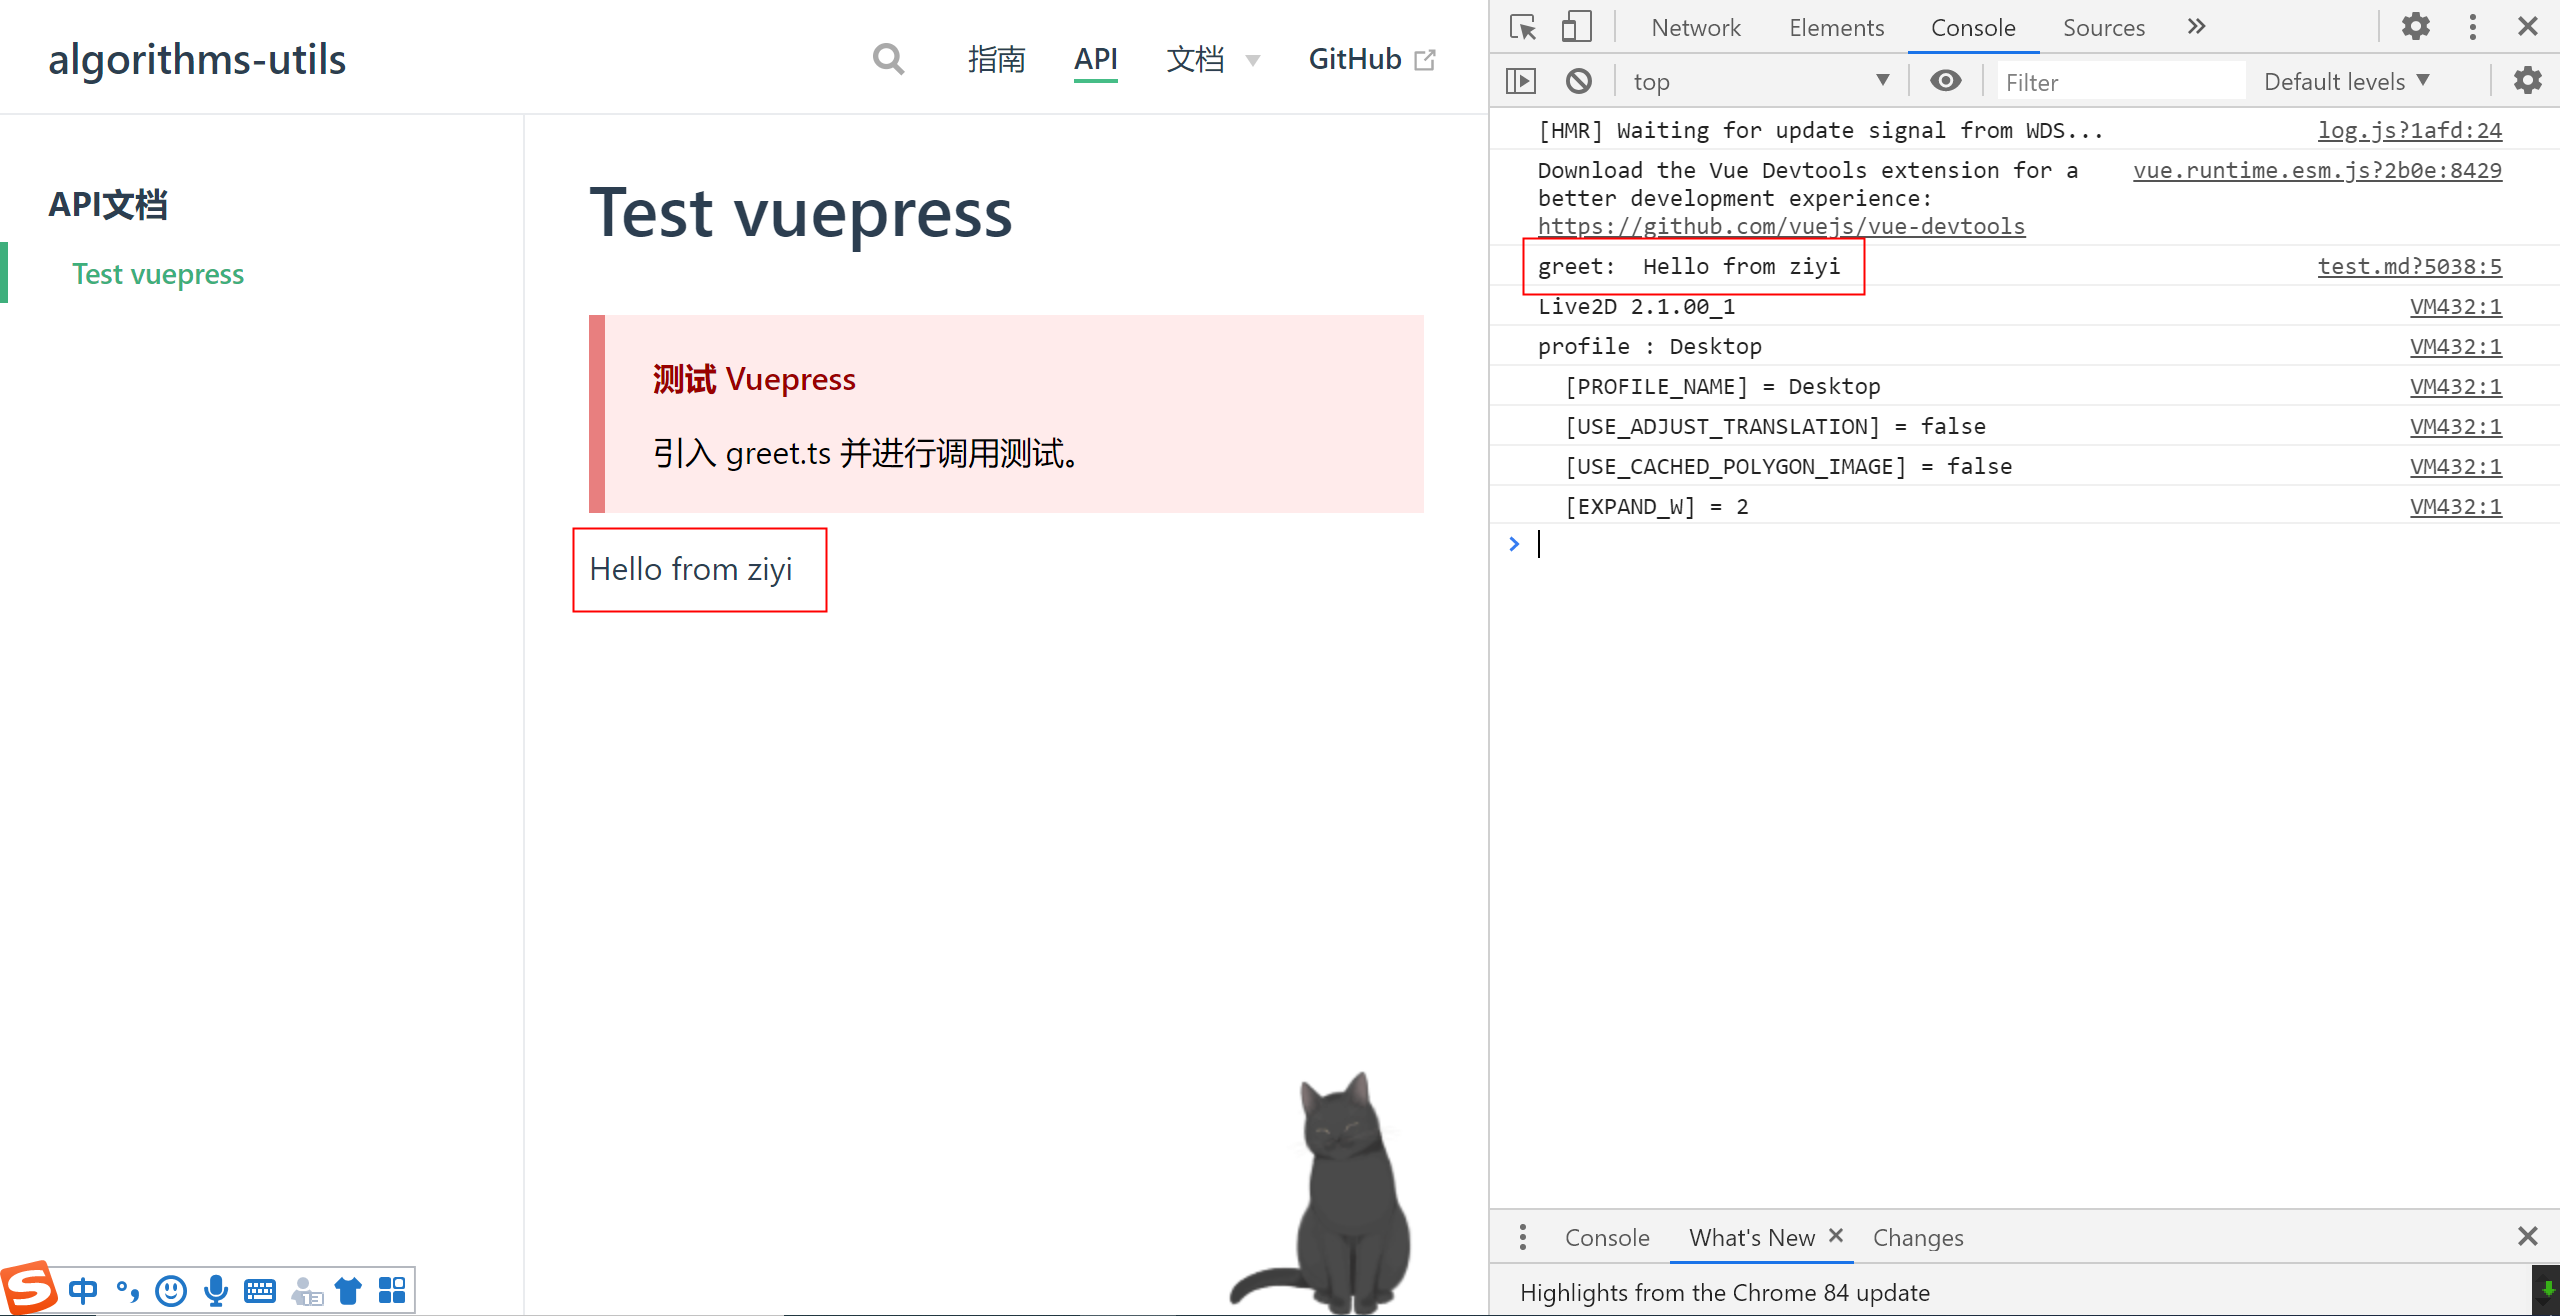 algorithms-utils
指南 API 文档 GitHub
API文档
Test vuepress
Test vuepress
测试 Vuepress
引入 greet.ts 并进行调用测试。
Hello from ziyi
中
Network Elements Console Sources
top Filter Default levels
[HMR] Waiting for update signal from WDS... log.js?1afd:24
Download the Vue Devtools extension for a vue.runtime.esm.js?2b0e:8429
better development experience:
https://github.com/vuejs/vue-devtools
greet:  Hello from ziyi test.md?5038:5
Live2D 2.1.00_1 VM432:1
profile : Desktop VM432:1
[PROFILE_NAME] = Desktop VM432:1
[USE_ADJUST_TRANSLATION] = false VM432:1
[USE_CACHED_POLYGON_IMAGE] = false VM432:1
[EXPAND_W] = 2 VM432:1
Console What's New Changes
Highlights from the Chrome 84 update